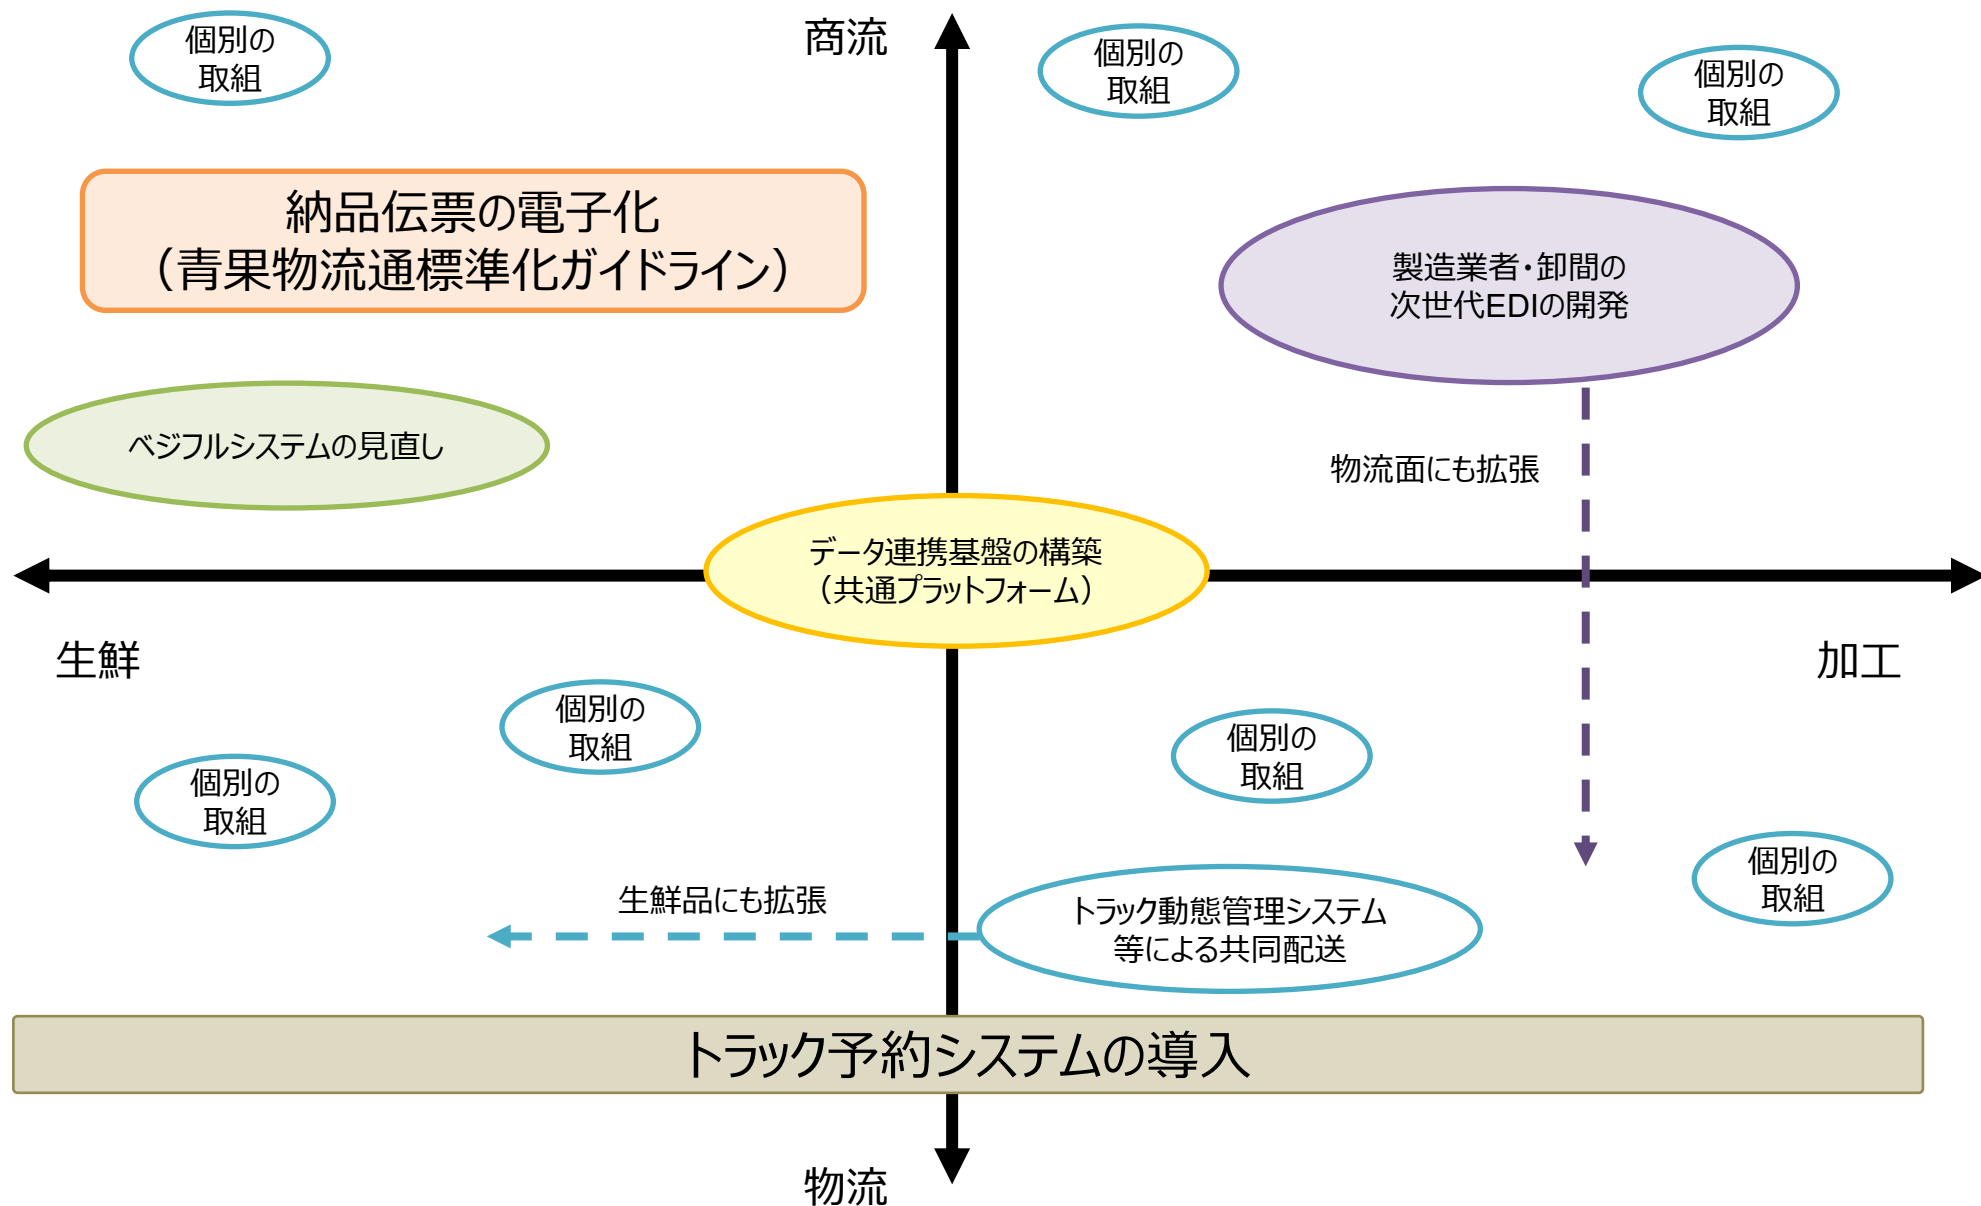 個別の
取組
商流
個別の
取組
個別の
取組
納品伝票の電子化
（青果物流通標準化ガイドライン）
製造業者・卸間の
次世代EDIの開発
ベジフルシステムの見直し
物流面にも拡張
データ連携基盤の構築
（共通プラットフォーム）
生鮮
加工
個別の
取組
個別の
取組
個別の
取組
個別の
取組
生鮮品にも拡張
トラック動態管理システム
等による共同配送
トラック予約システムの導入
物流